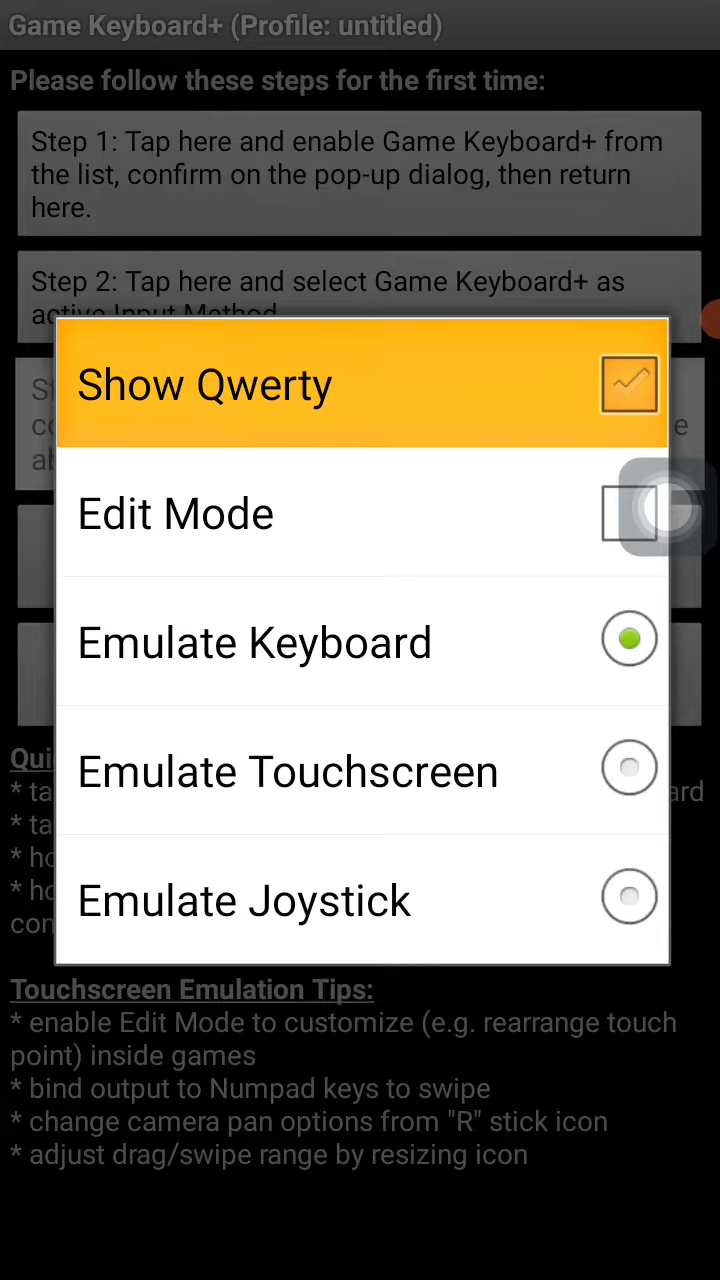 Game Keyboard+ (Profile: untitled)
Please follow these steps for the first time:
Step 1: Tap here and enable Game Keyboard+ from
the list, confirm on the pop-up dialog, then return
here.
Step 2: Tap here and select Game Keyboard+ as
active Input Method
Show Qwerty
Edit Mode
Emulate Keyboard
Emulate Touchscreen
Emulate Joystick
Touchscreen Emulation Tips:
* enable Edit Mode to customize (e.g. rearrange touch
point) inside games
* bind output to Numpad keys to swipe
* change camera pan options from "R" stick icon
* adjust drag/swipe range by resizing icon